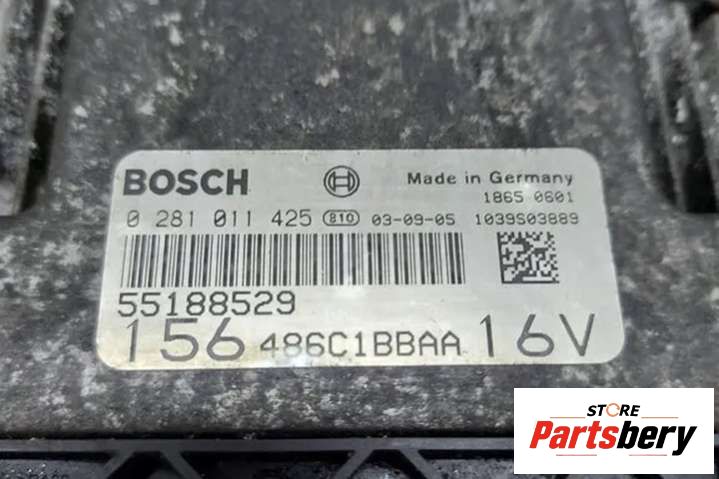 BOSCH Made in Germany
1865 0601
0 281 011 425 810 03-09-05 1039S03889
55188529
156 486C1BBAA 16V
STORE
Partsbery